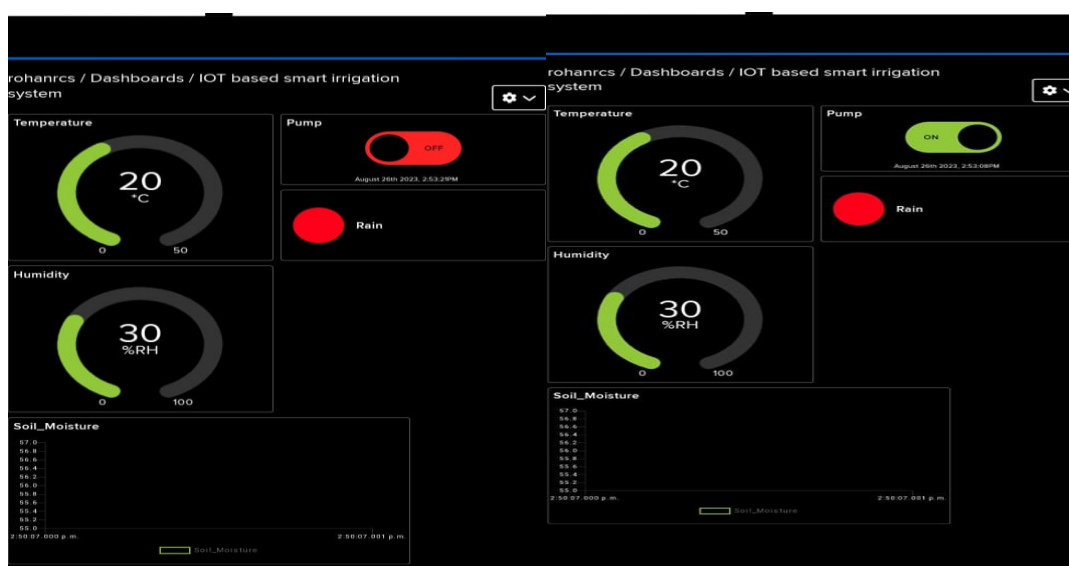 rohanrcs / Dashboards / IOT based smart irrigation
system
Temperature
20
°C
0
50
Pump
OFF
August 26th 2023, 2:53:21PM
Rain
Humidity
30
%RH
0
100
Soil_Moisture
57.0
56.8
56.6
56.4
56.2
56.0
55.8
55.6
55.4
55.2
55.0
2:50:07.000 p.m.
2:50:07.001 p.m.
Soil_Moisture
rohanrcs / Dashboards / IOT based smart irrigation
system
Temperature
20
°C
0
50
Pump
ON
August 26th 2023, 2:53:08PM
Rain
Humidity
30
%RH
0
100
Soil_Moisture
57.0
56.8
56.6
56.4
56.2
56.0
55.8
55.6
55.4
55.2
55.0
2:50:07.000 p.m.
2:50:07.001 p.m.
Soil_Moisture